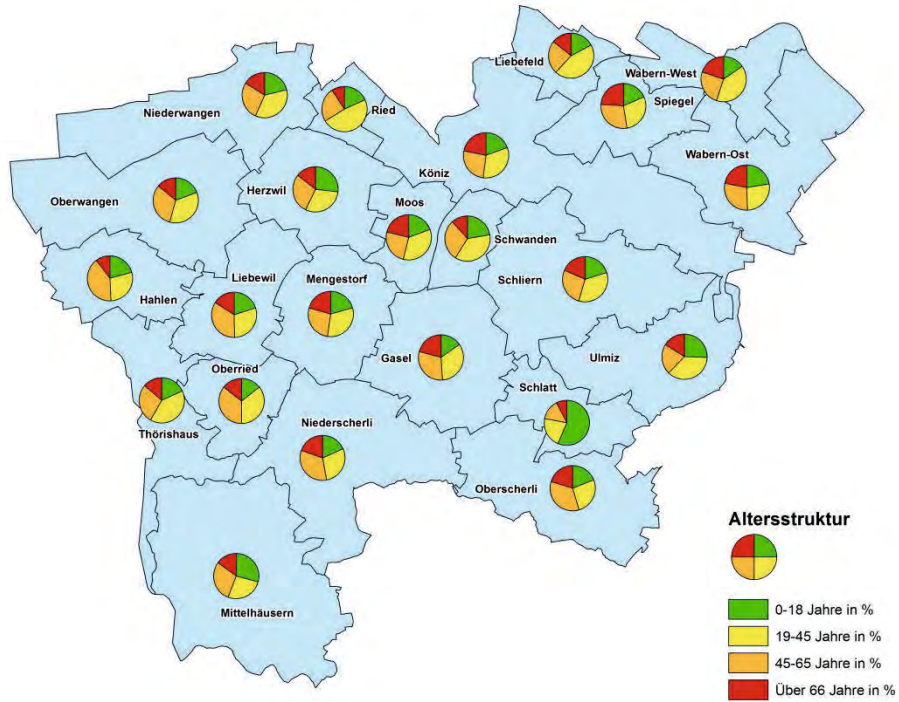 Liebefeld
Wabern-West
Spiegel
Niederwangen
Ried
Wabern-Ost
Köniz
Herzwil
Oberwangen
Moos
Schwanden
Schliern
Liebewil
Mengestorf
Hahlen
Gasel
Ulmiz
Oberried
Schlatt
Thörishaus
Niederscherli
Oberscherli
Mittelhäusern
Altersstruktur
0-18 Jahre in %
19-45 Jahre in %
45-65 Jahre in %
Über 66 Jahre in %